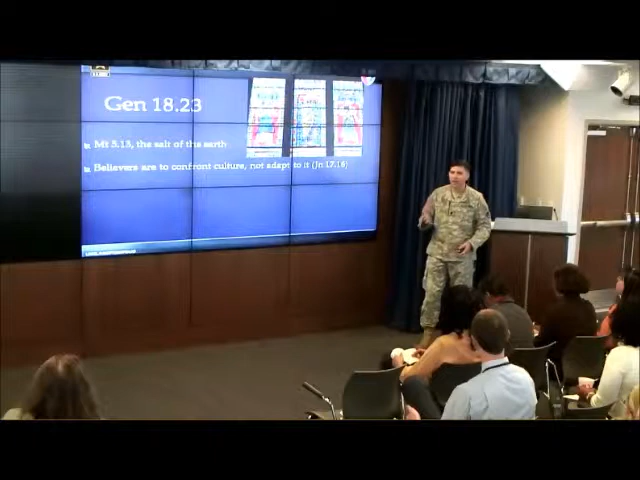 Gen 18.23
Mt 5.13, the salt of the earth
Believers are to confront culture, not adapt to it (Jn 17.16)